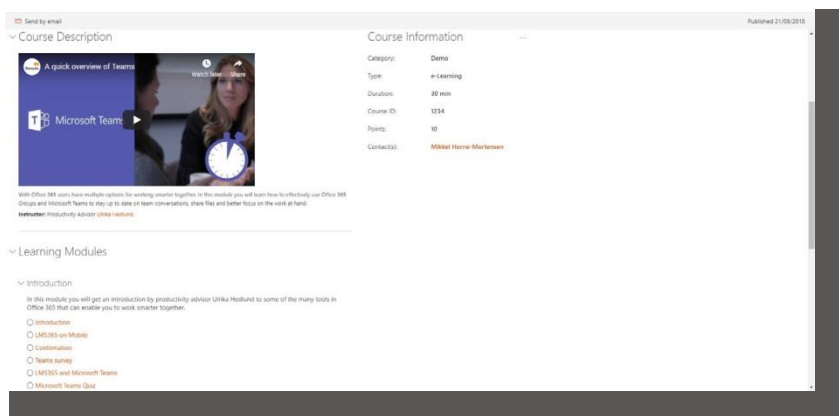 Send by email
Published 21/09/2018
Course Description
A quick overview of Teams
Watch later Share
Microsoft Teams
With Office 365 users have multiple options for working smarter together. In this module you will learn how to effectively use Office 365
Groups and Microsoft Teams to stay up to date on team conversations, share files and better focus on the work at hand.
Instructor: Productivity Advisor Ulrika Hedlund.
Course Information
Category: Demo
Type: e-Learning
Duration: 30 min
Course ID: 1234
Points: 10
Contact(s): Mikkel Horne-Mortensen
Learning Modules
Introduction
In this module you will get an introduction by productivity advisor Ulrika Hedlund to some of the many tools in
Office 365 that can enable you to work smarter together.
Introduction
LMS365 on Mobile
Confirmation
Teams survey
LMS365 and Microsoft Teams
Microsoft Teams Quiz